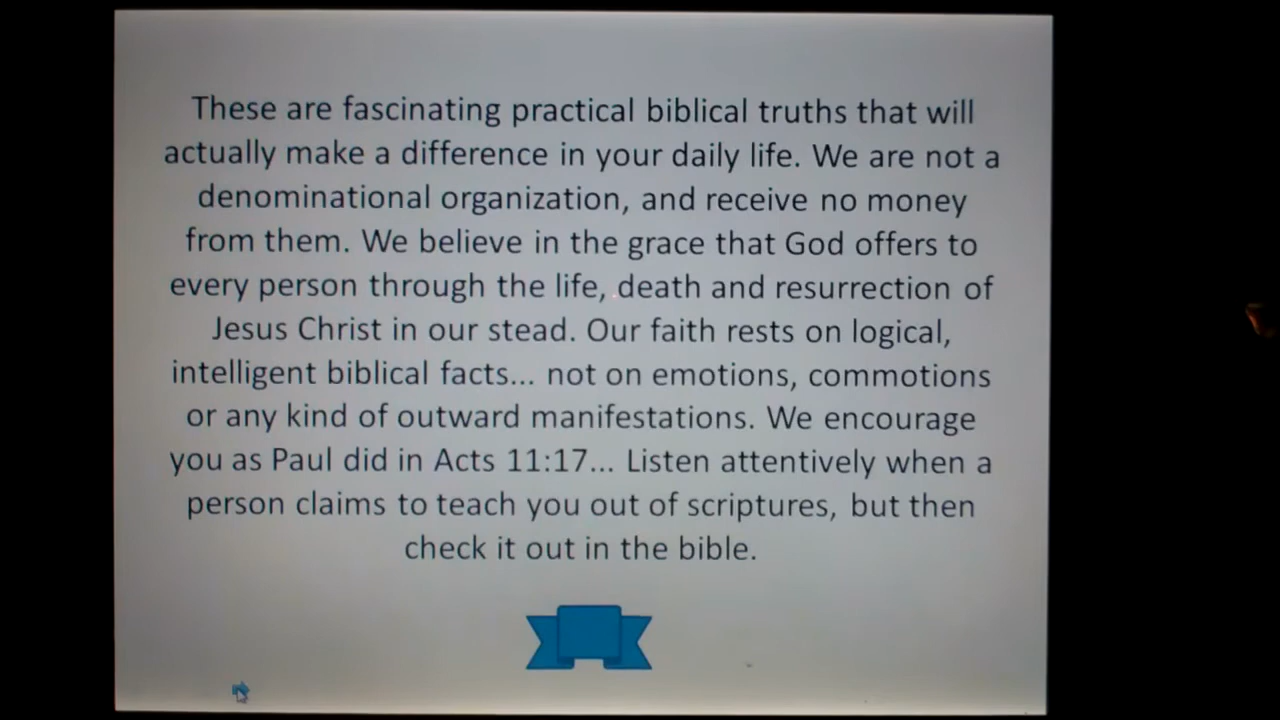 These are fascinating practical biblical truths that will
actually make a difference in your daily life. We are not a
denominational organization, and receive no money
from them. We believe in the grace that God offers to
every person through the life, death and resurrection of
Jesus Christ in our stead. Our faith rests on logical,
intelligent biblical facts... not on emotions, commotions
or any kind of outward manifestations. We encourage
you as Paul did in Acts 11:17... Listen attentively when a
person claims to teach you out of scriptures, but then
check it out in the bible.